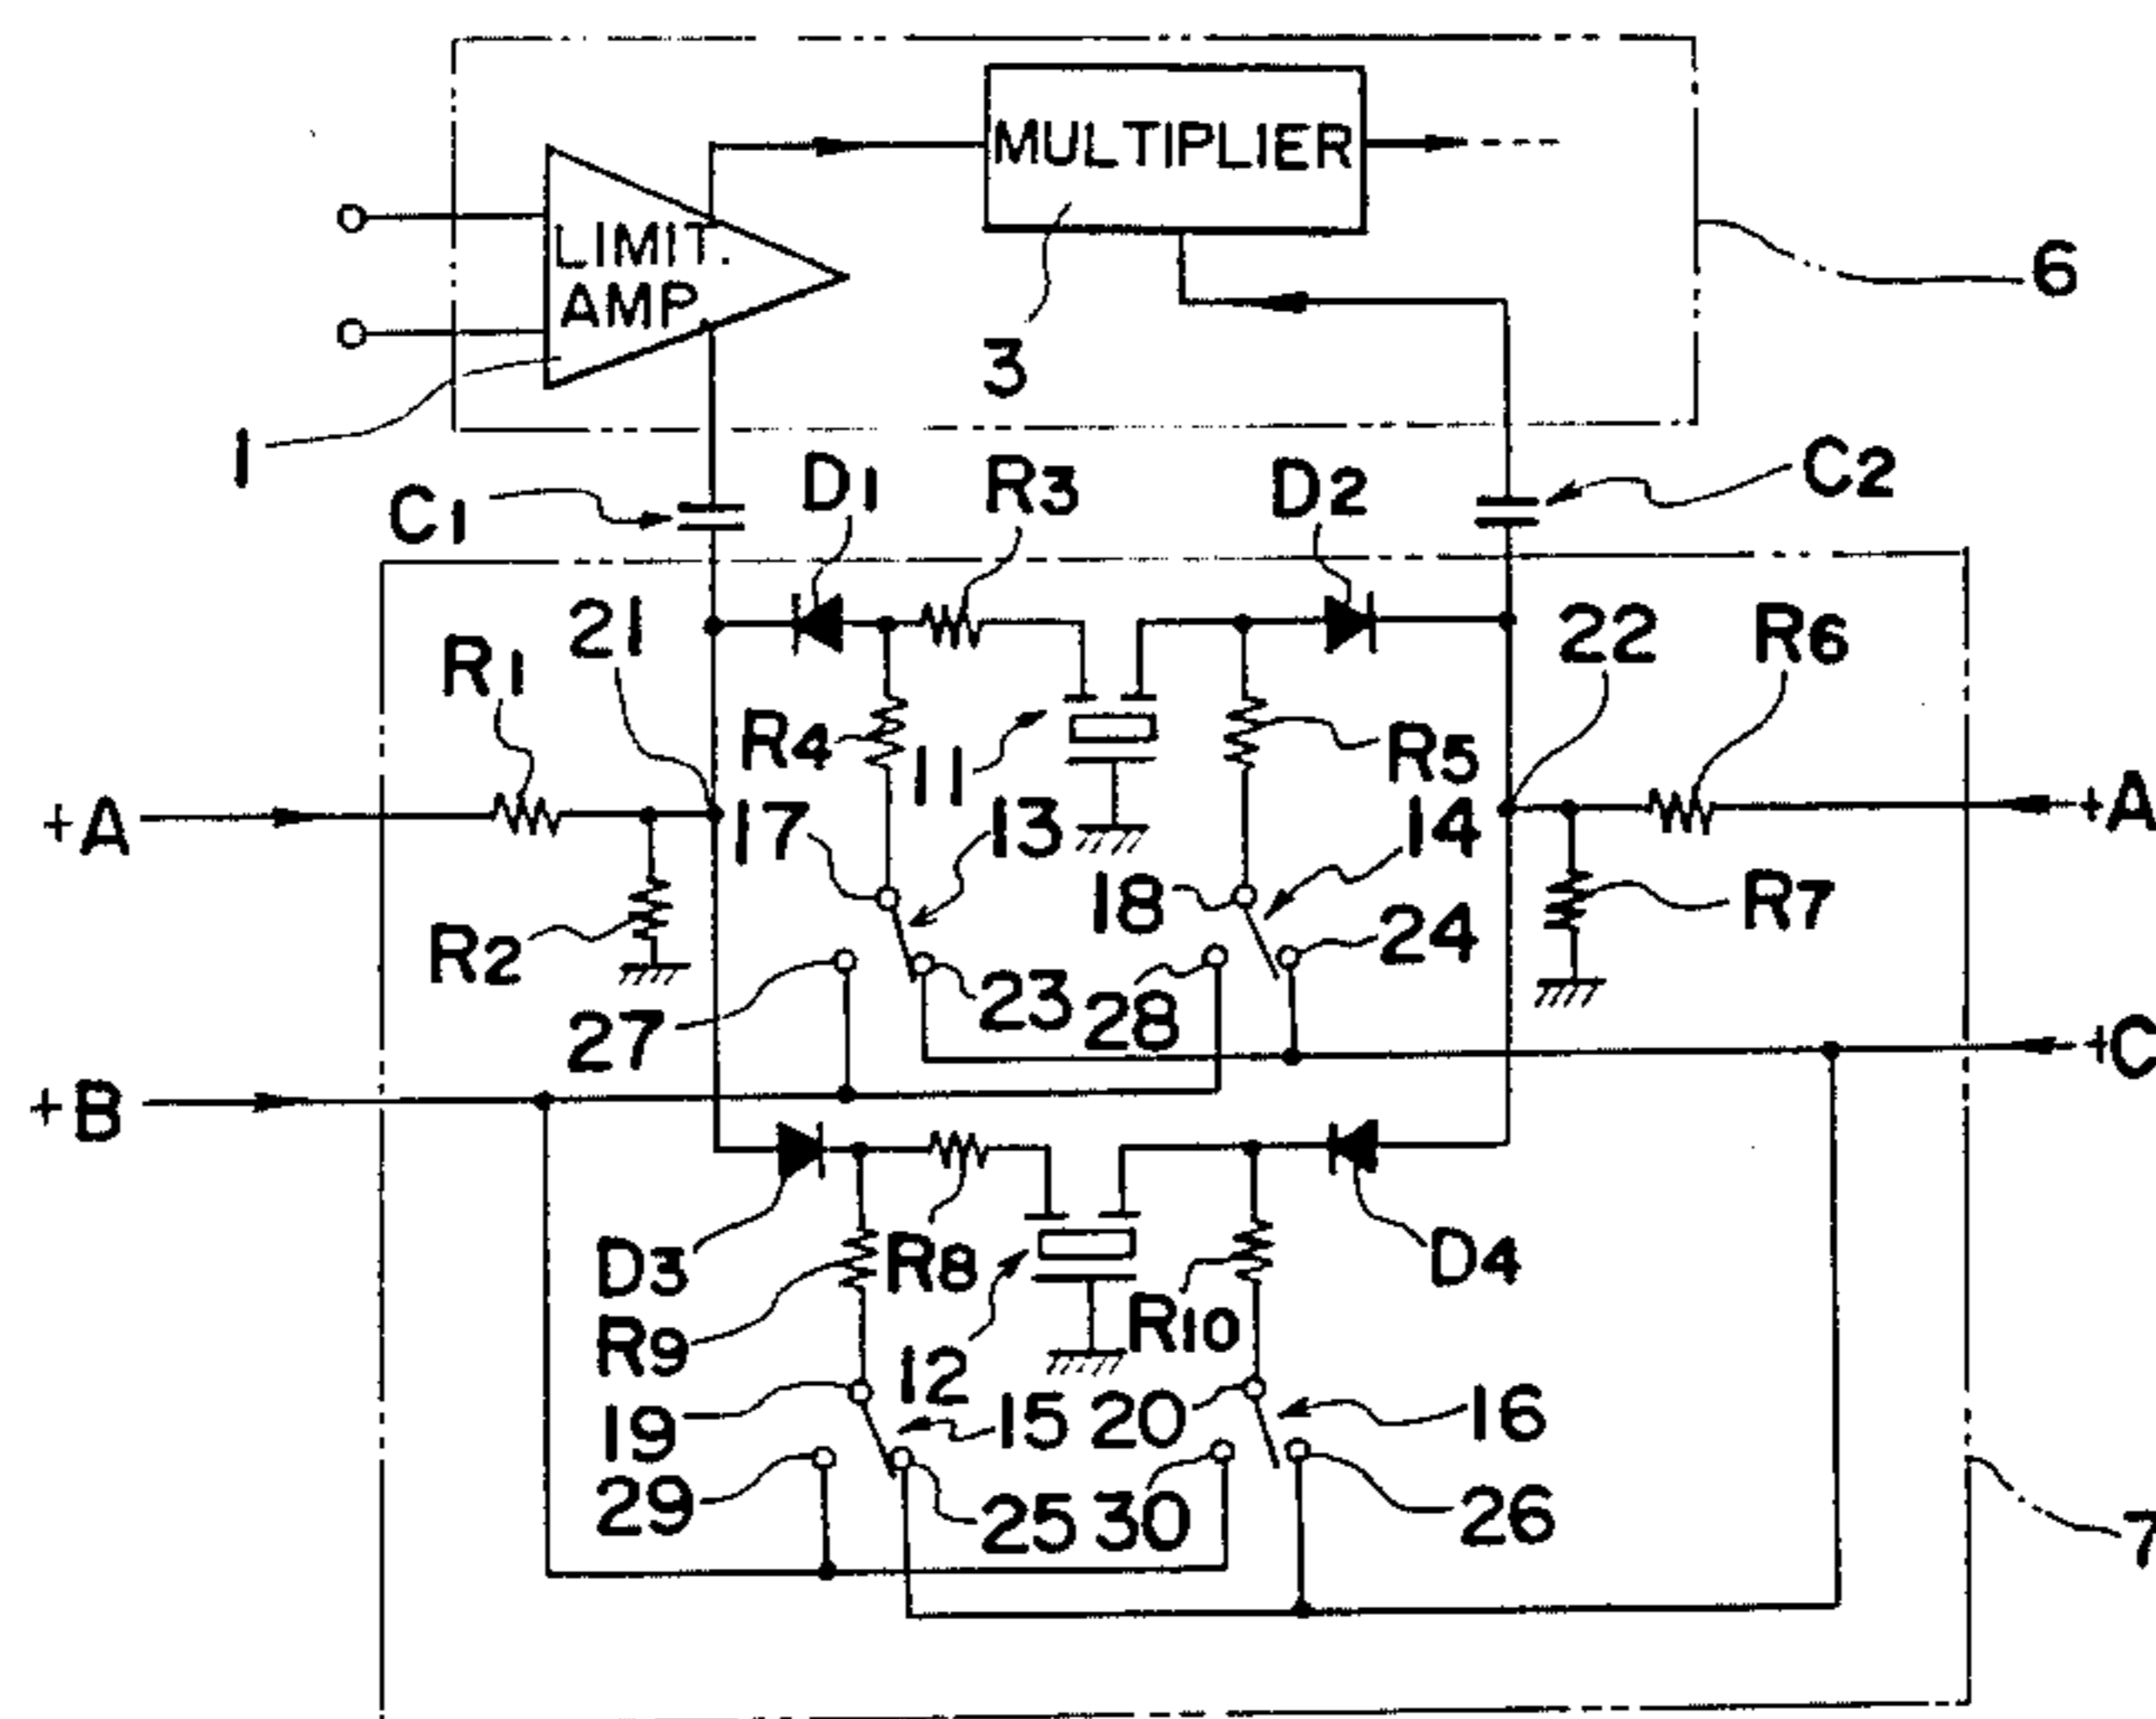 MULTIPLIER
LIMIT.
AMP
6
3
1
C1
D1
R3
D2
C2
R1
21
22
R6
R4
11
R5
+A
17
13
14
+A
18
R7
R2
24
27
23
28
+C
+B
D3
R8
D4
R9
12
R10
19
15
20
16
29
25
30
26
7